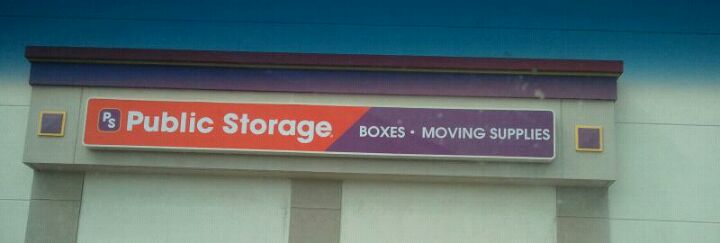 PS Public Storage. BOXES · MOVING SUPPLIES